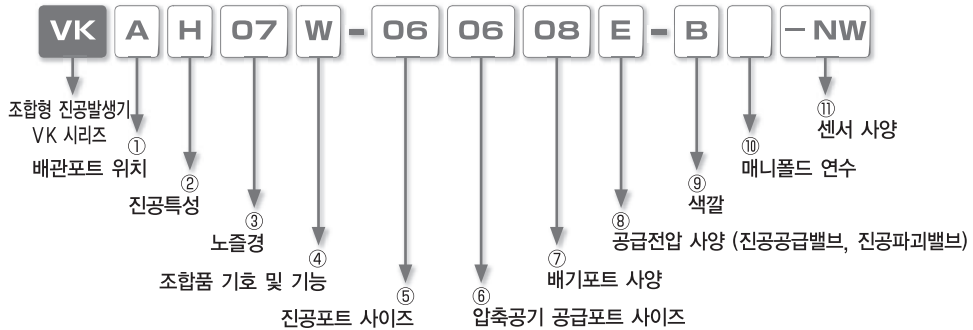 VK A H 07 W - 06 06 08 E - B - NW
조합형 진공발생기
VK 시리즈
①
배관포트 위치
②
진공특성
③
노즐경
④
조합품 기호 및 기능
⑤
진공포트 사이즈
⑥
압축공기 공급포트 사이즈
⑦
배기포트 사양
⑧
공급전압 사양 (진공공급밸브, 진공파괴밸브)
⑨
색깔
⑩
매니폴드 연수
⑪
센서 사양